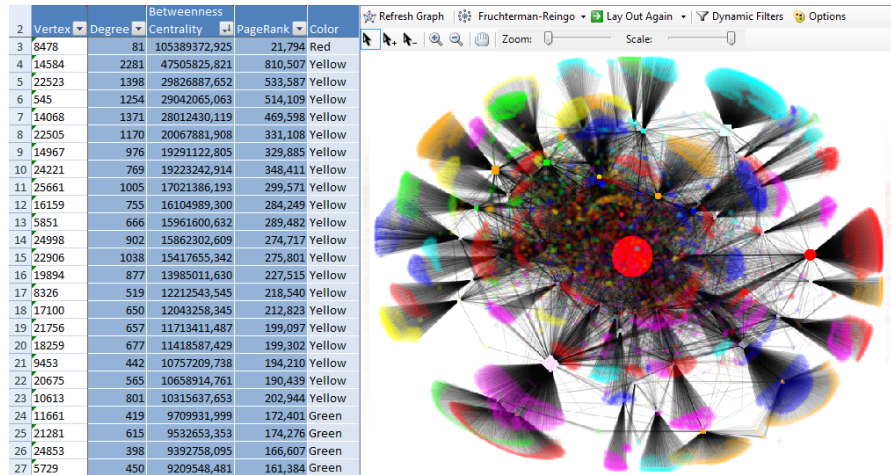 Betweenness
2 Vertex Degree Centrality PageRank Color
3 8478 81 105389372,925 21,794 Red
4 14584 2281 47505825,821 810,507 Yellow
5 22523 1398 29826887,652 533,587 Yellow
6 545 1254 29042065,063 514,109 Yellow
7 14068 1371 28012430,119 469,598 Yellow
8 22505 1170 20067881,908 331,108 Yellow
9 14967 976 19291122,805 329,885 Yellow
10 24221 769 19223242,914 348,411 Yellow
11 25661 1005 17021386,193 299,571 Yellow
12 16159 755 16104989,300 284,249 Yellow
13 5851 666 15961600,632 289,482 Yellow
14 24998 902 15862302,609 274,717 Yellow
15 22906 1038 15417655,342 275,801 Yellow
16 19894 877 13985011,630 227,515 Yellow
17 8326 519 12212543,545 218,540 Yellow
18 17100 650 12043258,345 212,823 Yellow
19 21756 657 11713411,487 199,097 Yellow
20 18259 677 11418587,429 199,302 Yellow
21 9453 442 10757209,738 194,210 Yellow
22 20675 565 10658914,761 190,439 Yellow
23 10613 801 10315637,653 202,944 Yellow
24 11661 419 9709931,999 172,401 Green
25 21281 615 9532653,353 174,276 Green
26 24853 398 9392758,095 166,607 Green
27 5729 450 9209548,481 161,384 Green
Refresh Graph Fruchterman-Reingo Lay Out Again Dynamic Filters Options
Zoom: Scale: